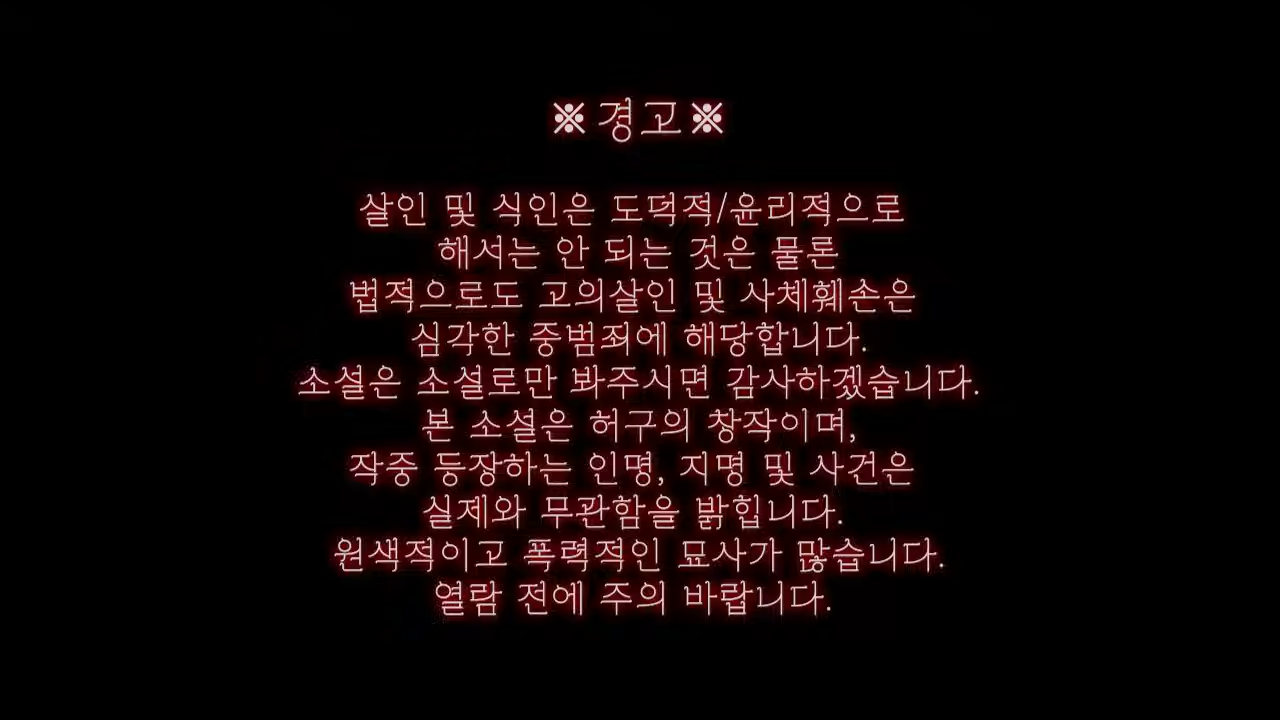 ※경고※
살인 및 식인은 도덕적/윤리적으로
해서는 안 되는 것은 물론
법적으로도 고의살인 및 사체훼손은
심각한 중범죄에 해당합니다.
소설은 소설로만 봐주시면 감사하겠습니다.
본 소설은 허구의 창작이며,
작중 등장하는 인명, 지명 및 사건은
실제와 무관함을 밝힙니다.
원색적이고 폭력적인 묘사가 많습니다.
열람 전에 주의 바랍니다.